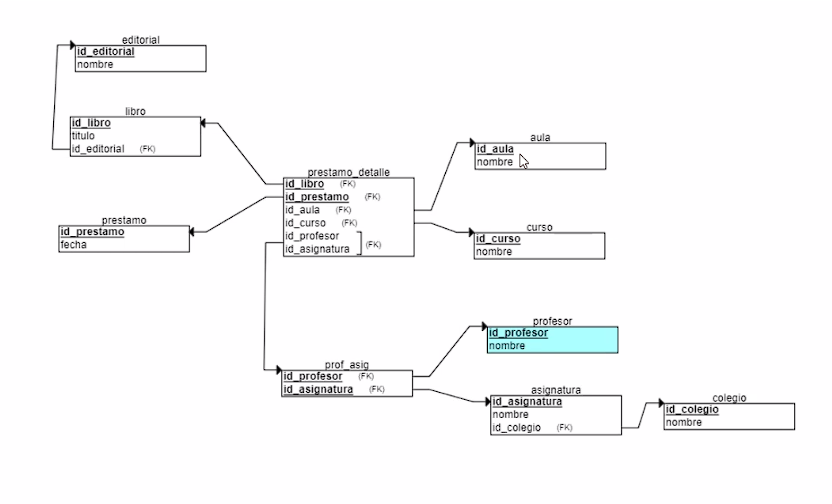 editorial
id_editorial
nombre
libro
id_libro
titulo
id_editorial (FK)
prestamo
id_prestamo
fecha
prestamo_detalle
id_libro (FK)
id_prestamo (FK)
id_aula (FK)
id_curso (FK)
id_profesor
id_asignatura (FK)
aula
id_aula
nombre
curso
id_curso
nombre
profesor
id_profesor
nombre
prof_asig
id_profesor (FK)
id_asignatura (FK)
asignatura
id_asignatura
nombre
id_colegio (FK)
colegio
id_colegio
nombre